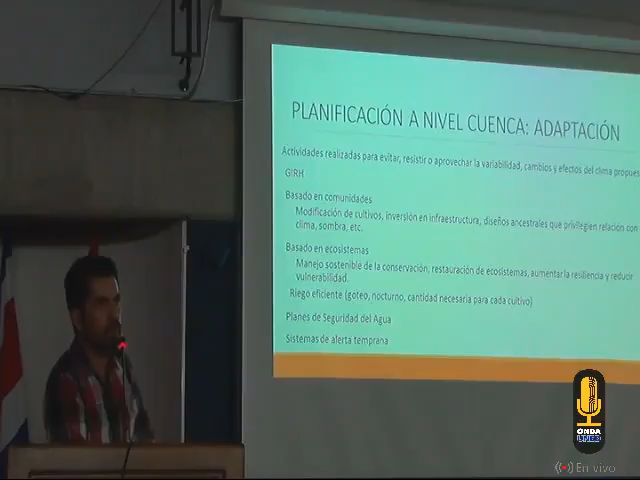 PLANIFICACIÓN A NIVEL CUENCA: ADAPTACIÓN
Actividades realizadas para evitar, resistir o aprovechar la variabilidad, cambios y efectos del clima
GIRH
Basado en comunidades
Modificación de cultivos, inversión en infraestructura, diseños ancestrales que privilegien relación con
clima, sombra, etc.
Basado en ecosistemas
Manejo sostenible de la conservación, restauración de ecosistemas, aumentar la resiliencia y reducir
vulnerabilidad.
Riego eficiente (goteo, nocturno, cantidad necesaria para cada cultivo)
Planes de Seguridad del Agua
Sistemas de alerta temprana
ONDA
UNED
En vivo